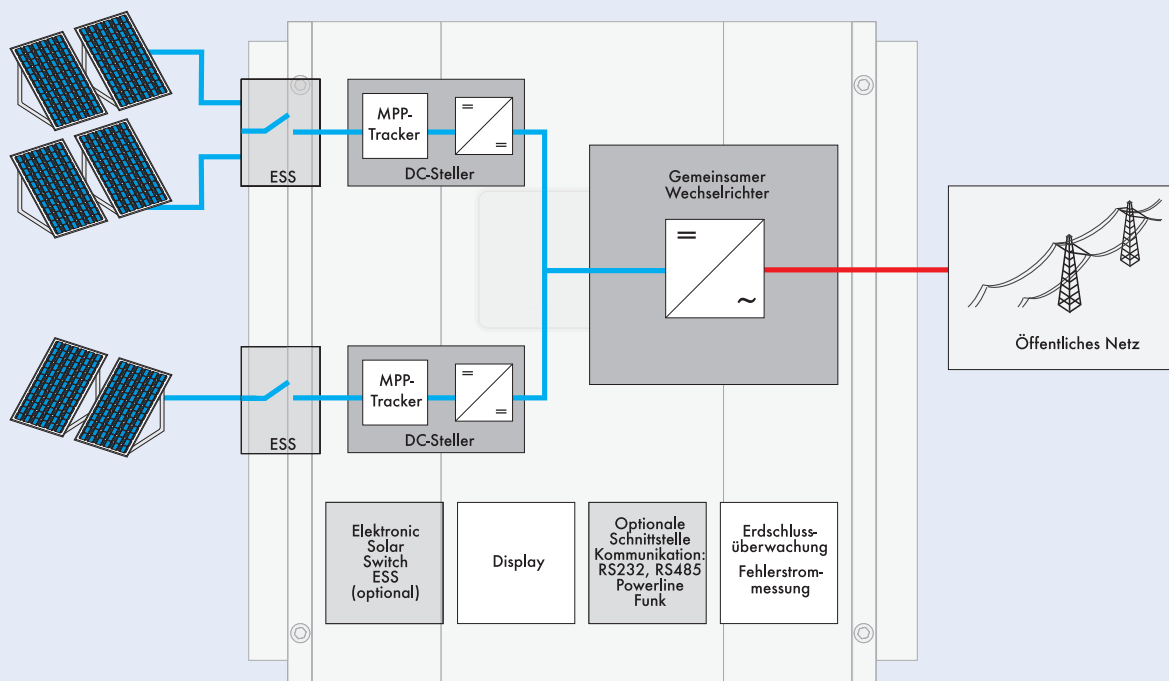 MPP-
Tracker
=
=
ESS
DC-Steller
Gemeinsamer
Wechselrichter
=
~
Öffentliches Netz
MPP-
Tracker
=
=
ESS
DC-Steller
Elektronic
Solar
Switch
ESS
(optional)
Display
Optionale
Schnittstelle
Kommunikation:
RS232, RS485
Powerline
Funk
Erdschluss-
überwachung
Fehlerstrom-
messung